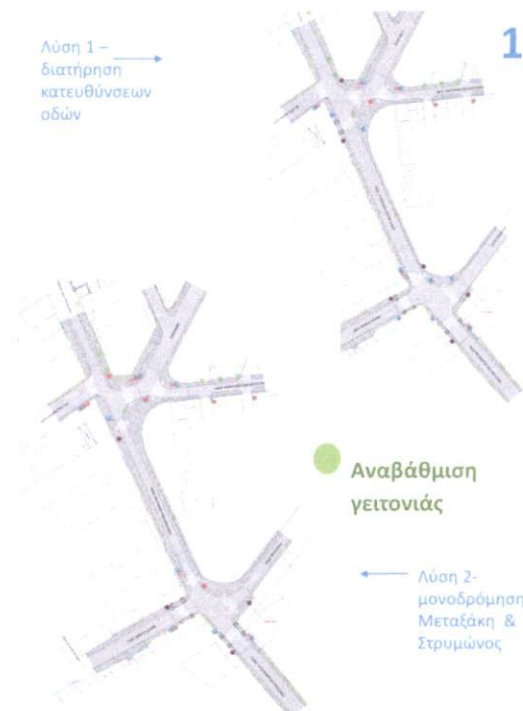 Λύση 1 –
διατήρηση
κατευθύνσεων
οδών
1
Αναβάθμιση
γειτονιάς
Λύση 2-
μονοδρόμηση
Μεταξάκη &
Στρυμώνος